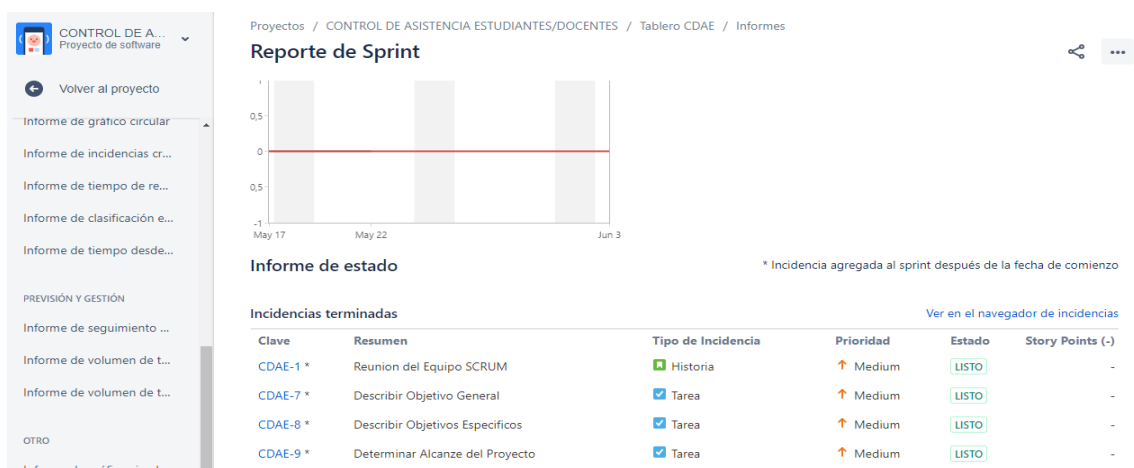 CONTROL DE A...
Proyecto de software
Volver al proyecto
Informe de gráfico circular
Informe de incidencias cr...
Informe de tiempo de re...
Informe de clasificación e...
Informe de tiempo desde...
PREVISIÓN Y GESTIÓN
Informe de seguimiento ...
Informe de volumen de t...
Informe de volumen de t...
OTRO
Proyectos / CONTROL DE ASISTENCIA ESTUDIANTES/DOCENTES / Tablero CDAE / Informes
Reporte de Sprint
0,5
0
0,5
-1
May 17 May 22 Jun 3
Informe de estado
* Incidencia agregada al sprint después de la fecha de comienzo
Incidencias terminadas
Ver en el navegador de incidencias
Clave Resumen Tipo de Incidencia Prioridad Estado Story Points (-)
CDAE-1 * Reunion del Equipo SCRUM Historia Medium LISTO -
CDAE-7 * Describir Objetivo General Tarea Medium LISTO -
CDAE-8 * Describir Objetivos Especificos Tarea Medium LISTO -
CDAE-9 * Determinar Alcanze del Proyecto Tarea Medium LISTO -